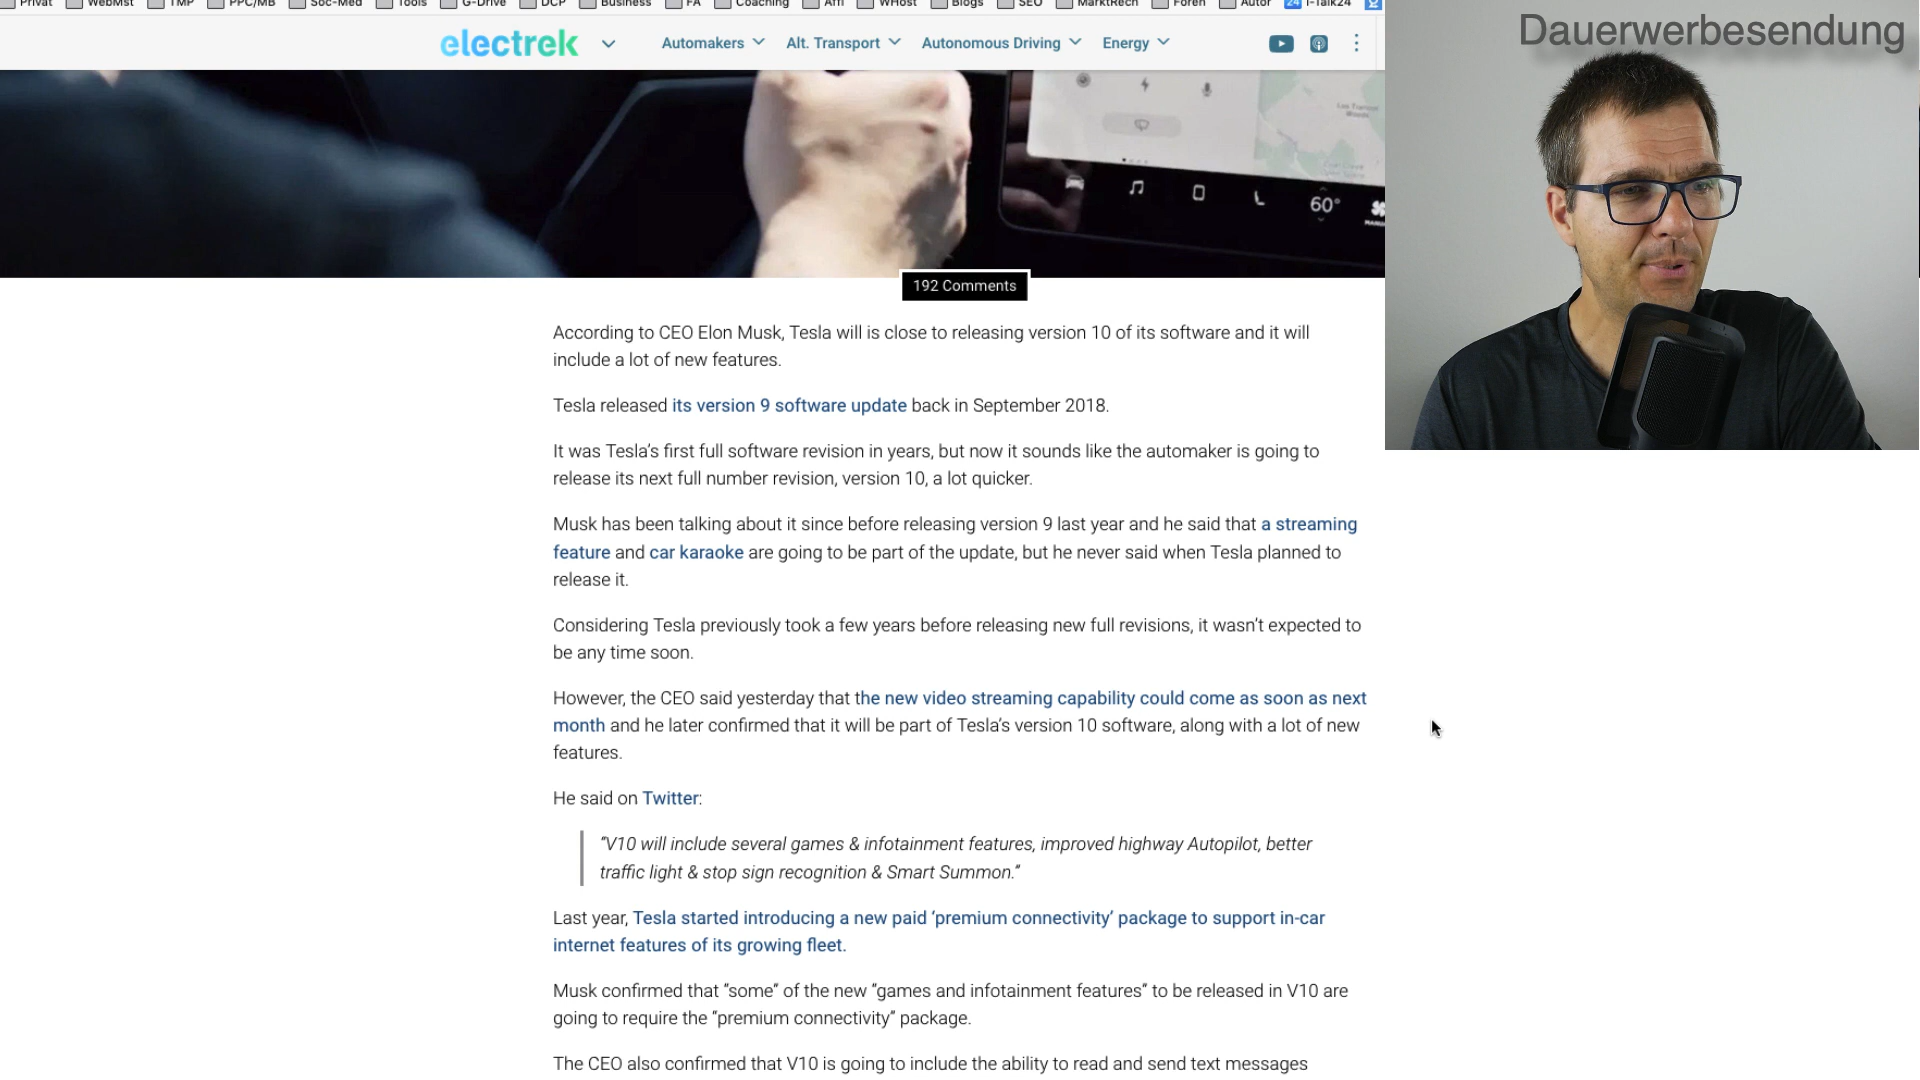 Privat WebMst TMP PPC/MB Soc-Med Tools G-Drive DCP Business FA Coaching Affi WHost Blogs SEO MarktRech Foren Autor 24 i-Talk24
Dauerwerbesendung
electrek Automakers Alt. Transport Autonomous Driving Energy
60°
192 Comments
According to CEO Elon Musk, Tesla will is close to releasing version 10 of its software and it will
include a lot of new features.
Tesla released its version 9 software update back in September 2018.
It was Tesla's first full software revision in years, but now it sounds like the automaker is going to
release its next full number revision, version 10, a lot quicker.
Musk has been talking about it since before releasing version 9 last year and he said that a streaming
feature and car karaoke are going to be part of the update, but he never said when Tesla planned to
release it.
Considering Tesla previously took a few years before releasing new full revisions, it wasn't expected to
be any time soon.
However, the CEO said yesterday that the new video streaming capability could come as soon as next
month and he later confirmed that it will be part of Tesla's version 10 software, along with a lot of new
features.
He said on Twitter:
“V10 will include several games & infotainment features, improved highway Autopilot, better
traffic light & stop sign recognition & Smart Summon.”
Last year, Tesla started introducing a new paid ‘premium connectivity’ package to support in-car
internet features of its growing fleet.
Musk confirmed that “some” of the new “games and infotainment features” to be released in V10 are
going to require the “premium connectivity” package.
The CEO also confirmed that V10 is going to include the ability to read and send text messages